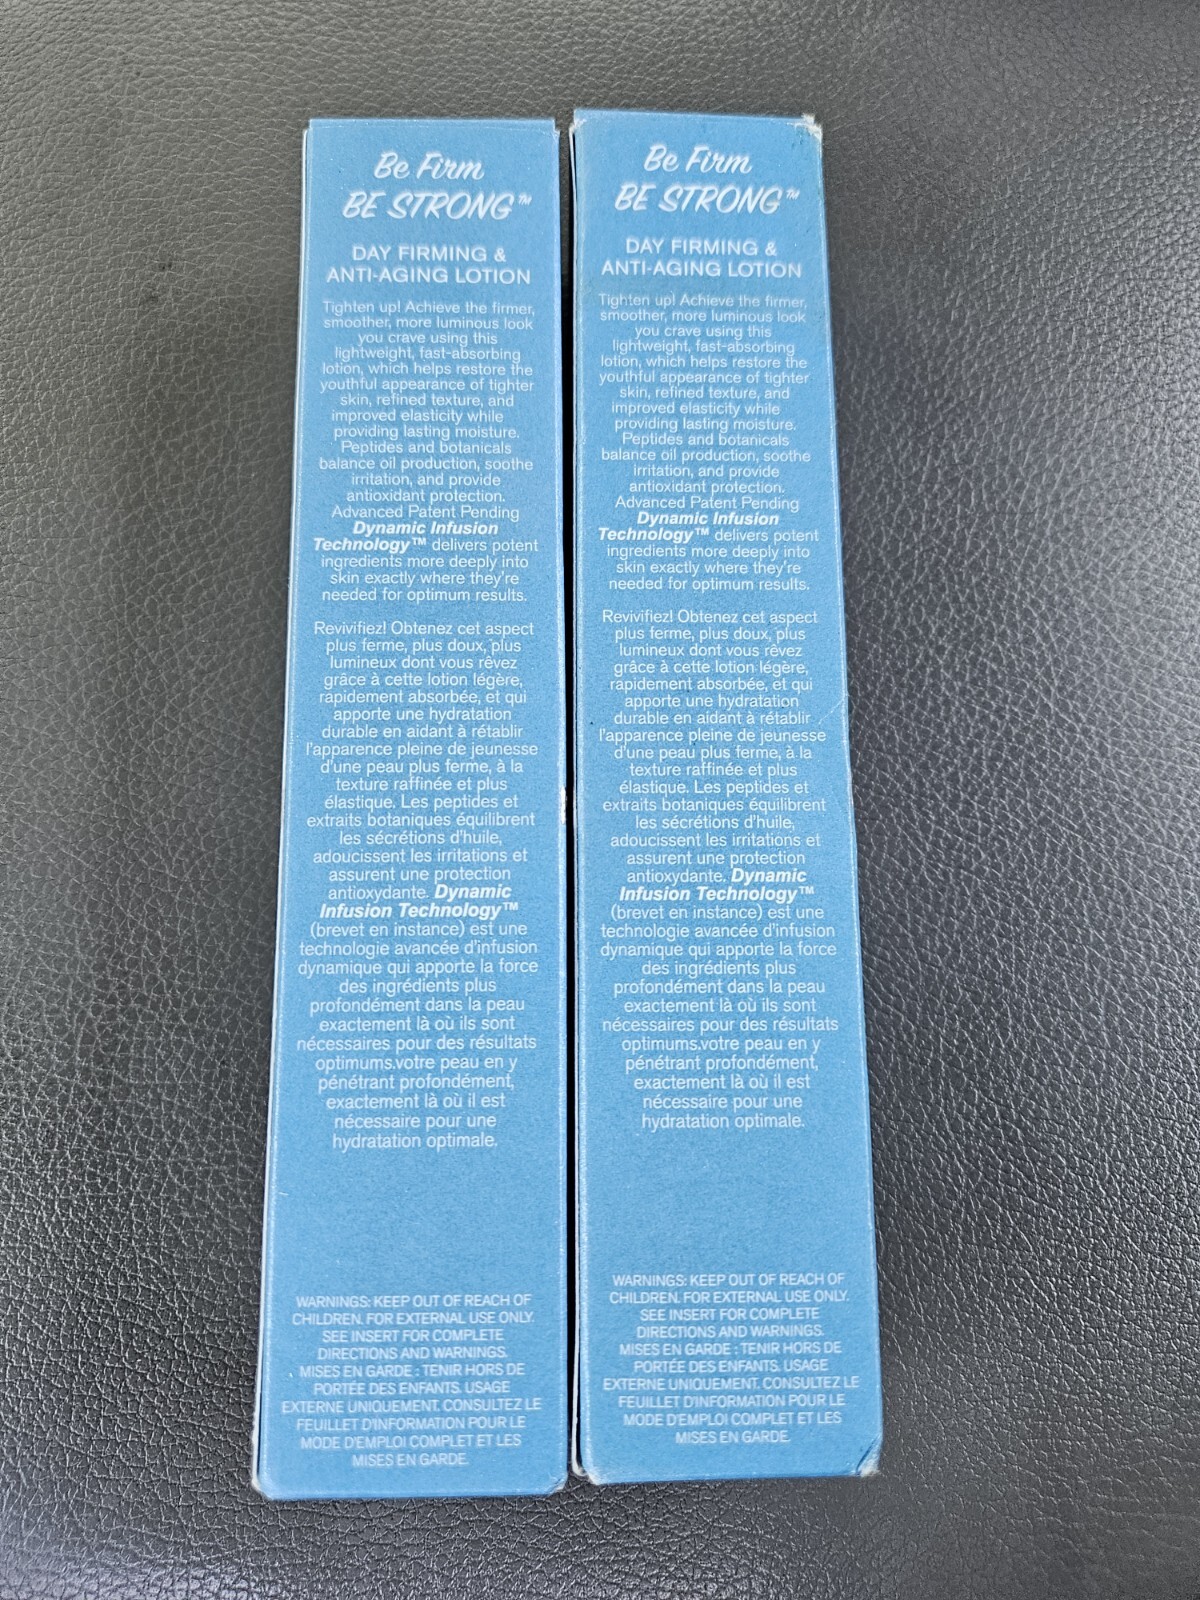 Be Firm
BE STRONG™
DAY FIRMING &
ANTI-AGING LOTION
Tighten up! Achieve the firmer,
smoother, more luminous look
you crave using this
lightweight, fast-absorbing
lotion, which helps restore the
youthful appearance of tighter
skin, refined texture, and
improved elasticity while
providing lasting moisture.
Peptides and botanicals
balance oil production, soothe
irritation, and provide
antioxidant protection.
Advanced Patent Pending
Dynamic Infusion
Technology™ delivers potent
ingredients more deeply into
skin exactly where they're
needed for optimum results.
Revivifiez! Obtenez cet aspect
plus ferme, plus doux, plus
lumineux dont vous rêvez
grâce à cette lotion légère,
rapidement absorbée, et qui
apporte une hydratation
durable en aidant à rétablir
l'apparence pleine de jeunesse
d'une peau plus ferme, à la
texture raffinée et plus
élastique. Les peptides et
extraits botaniques équilibrent
les sécrétions d'huile,
adoucissent les irritations et
assurent une protection
antioxydante. Dynamic
Infusion Technology™
(brevet en instance) est une
technologie avancée d'infusion
dynamique qui apporte la force
des ingrédients plus
profondément dans la peau
exactement là où ils sont
nécessaires pour des résultats
optimums.votre peau en y
pénétrant profondément,
exactement là où il est
nécessaire pour une
hydratation optimale.
WARNINGS: KEEP OUT OF REACH OF
CHILDREN. FOR EXTERNAL USE ONLY.
SEE INSERT FOR COMPLETE
DIRECTIONS AND WARNINGS.
MISES EN GARDE : TENIR HORS DE
PORTÉE DES ENFANTS. USAGE
EXTERNE UNIQUEMENT. CONSULTEZ LE
FEUILLET D'INFORMATION POUR LE
MODE D'EMPLOI COMPLET ET LES
MISES EN GARDE.
Be Firm
BE STRONG™
DAY FIRMING &
ANTI-AGING LOTION
Tighten up! Achieve the firmer,
smoother, more luminous look
you crave using this
lightweight, fast-absorbing
lotion, which helps restore the
youthful appearance of tighter
skin, refined texture, and
improved elasticity while
providing lasting moisture.
Peptides and botanicals
balance oil production, soothe
irritation, and provide
antioxidant protection.
Advanced Patent Pending
Dynamic Infusion
Technology™ delivers potent
ingredients more deeply into
skin exactly where they're
needed for optimum results.
Revivifiez! Obtenez cet aspect
plus ferme, plus doux, plus
lumineux dont vous rêvez
grâce à cette lotion légère,
rapidement absorbée, et qui
apporte une hydratation
durable en aidant à rétablir
l'apparence pleine de jeunesse
d'une peau plus ferme, à la
texture raffinée et plus
élastique. Les peptides et
extraits botaniques équilibrent
les sécrétions d'huile,
adoucissent les irritations et
assurent une protection
antioxydante. Dynamic
Infusion Technology™
(brevet en instance) est une
technologie avancée d'infusion
dynamique qui apporte la force
des ingrédients plus
profondément dans la peau
exactement là où ils sont
nécessaires pour des résultats
optimums.votre peau en y
pénétrant profondément,
exactement là où il est
nécessaire pour une
hydratation optimale.
WARNINGS: KEEP OUT OF REACH OF
CHILDREN. FOR EXTERNAL USE ONLY.
SEE INSERT FOR COMPLETE
DIRECTIONS AND WARNINGS.
MISES EN GARDE : TENIR HORS DE
PORTÉE DES ENFANTS. USAGE
EXTERNE UNIQUEMENT. CONSULTEZ LE
FEUILLET D'INFORMATION POUR LE
MODE D'EMPLOI COMPLET ET LES
MISES EN GARDE.